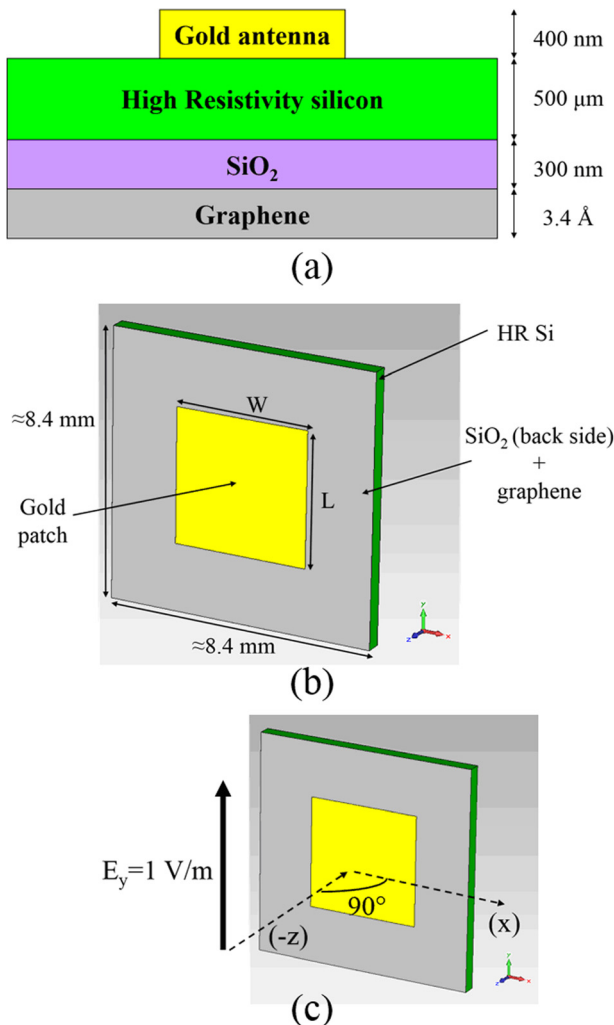 Gold antenna
400 nm
High Resistivity silicon
500 μm
SiO2
300 nm
Graphene
3.4 Å
(a)
HR Si
≈8.4 mm
W
SiO2 (back side)
+
graphene
L
Gold
patch
y
x
z
≈8.4 mm
(b)
Ey=1 V/m
90°
(-z)
(x)
y
x
z
(c)